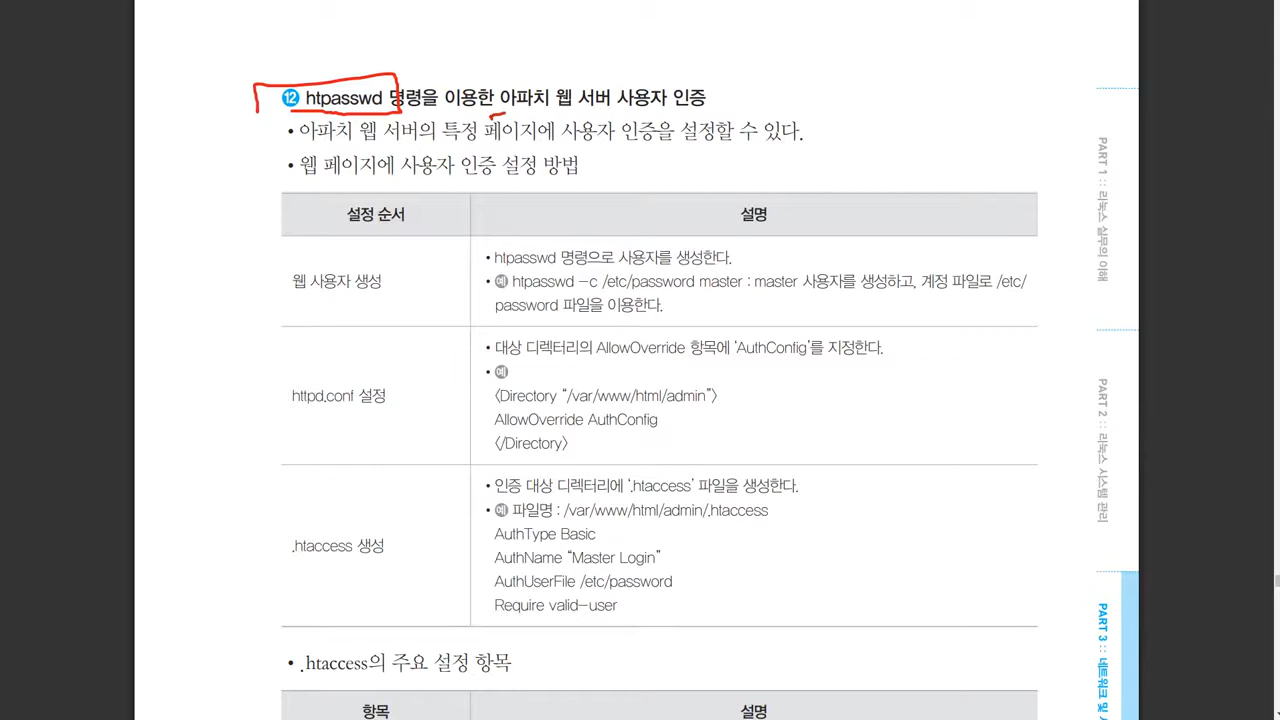 ⑫ htpasswd 명령을 이용한 아파치 웹 서버 사용자 인증
• 아파치 웹 서버의 특정 페이지에 사용자 인증을 설정할 수 있다.
• 웹 페이지에 사용자 인증 설정 방법
설정 순서 설명
웹 사용자 생성
• htpasswd 명령으로 사용자를 생성한다.
• 예 htpasswd -c /etc/password master : master 사용자를 생성하고, 계정 파일로 /etc/
password 파일을 이용한다.
httpd.conf 설정
• 대상 디렉터리의 AllowOverride 항목에 ‘AuthConfig’를 지정한다.
• 예
〈Directory “/var/www/html/admin”〉
AllowOverride AuthConfig
〈/Directory〉
.htaccess 생성
• 인증 대상 디렉터리에 ‘.htaccess’ 파일을 생성한다.
• 예 파일명 : /var/www/html/admin/.htaccess
AuthType Basic
AuthName “Master Login”
AuthUserFile /etc/password
Require valid-user
• .htaccess의 주요 설정 항목
항목 설명
PART 1 :: 리눅스 실무의 이해
PART 2 :: 리눅스 시스템 관리
PART 3 :: 네트워크 및